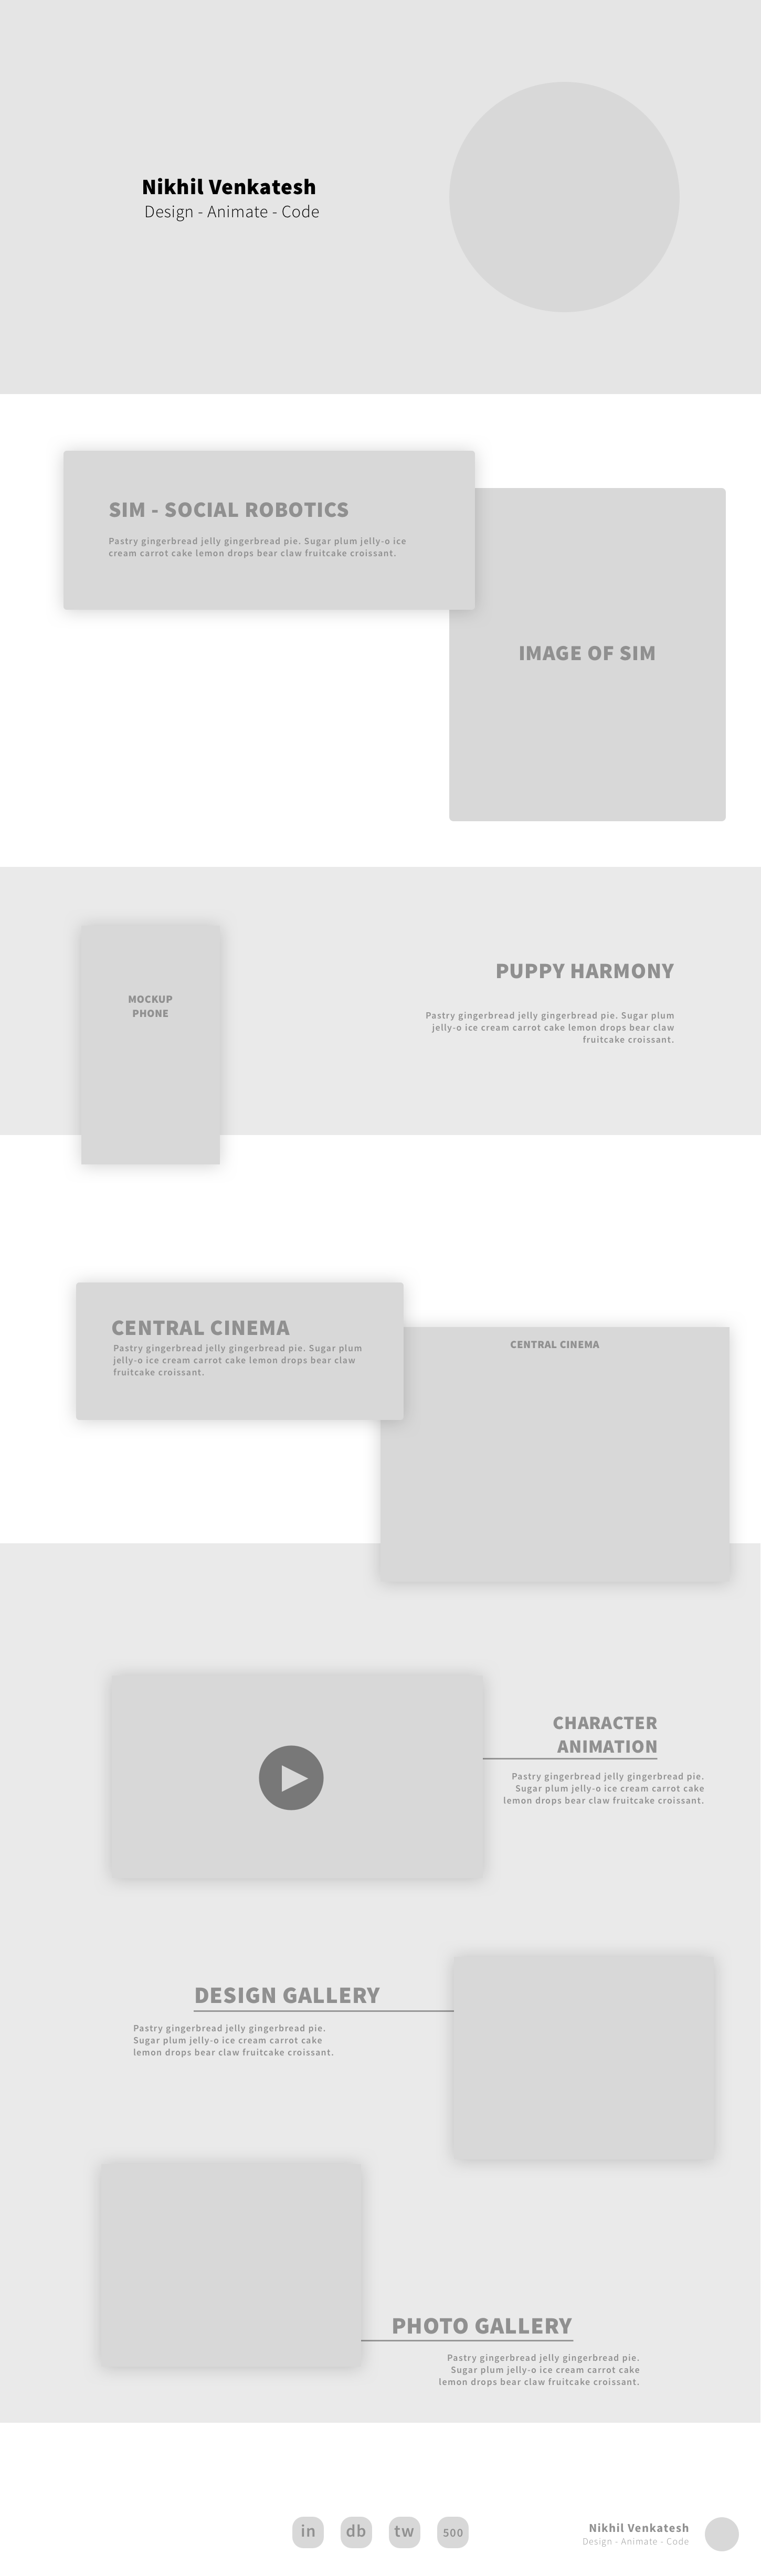 Nikhil Venkatesh
Design - Animate - Code
SIM - SOCIAL ROBOTICS
Pastry gingerbread jelly gingerbread pie. Sugar plum jelly-o ice
cream carrot cake lemon drops bear claw fruitcake croissant.
IMAGE OF SIM
MOCKUP
PHONE
PUPPY HARMONY
Pastry gingerbread jelly gingerbread pie. Sugar plum
jelly-o ice cream carrot cake lemon drops bear claw
fruitcake croissant.
CENTRAL CINEMA
Pastry gingerbread jelly gingerbread pie. Sugar plum
jelly-o ice cream carrot cake lemon drops bear claw
fruitcake croissant.
CENTRAL CINEMA
CHARACTER
ANIMATION
Pastry gingerbread jelly gingerbread pie.
Sugar plum jelly-o ice cream carrot cake
lemon drops bear claw fruitcake croissant.
DESIGN GALLERY
Pastry gingerbread jelly gingerbread pie.
Sugar plum jelly-o ice cream carrot cake
lemon drops bear claw fruitcake croissant.
PHOTO GALLERY
Pastry gingerbread jelly gingerbread pie.
Sugar plum jelly-o ice cream carrot cake
lemon drops bear claw fruitcake croissant.
in db tw 500
Nikhil Venkatesh
Design - Animate - Code